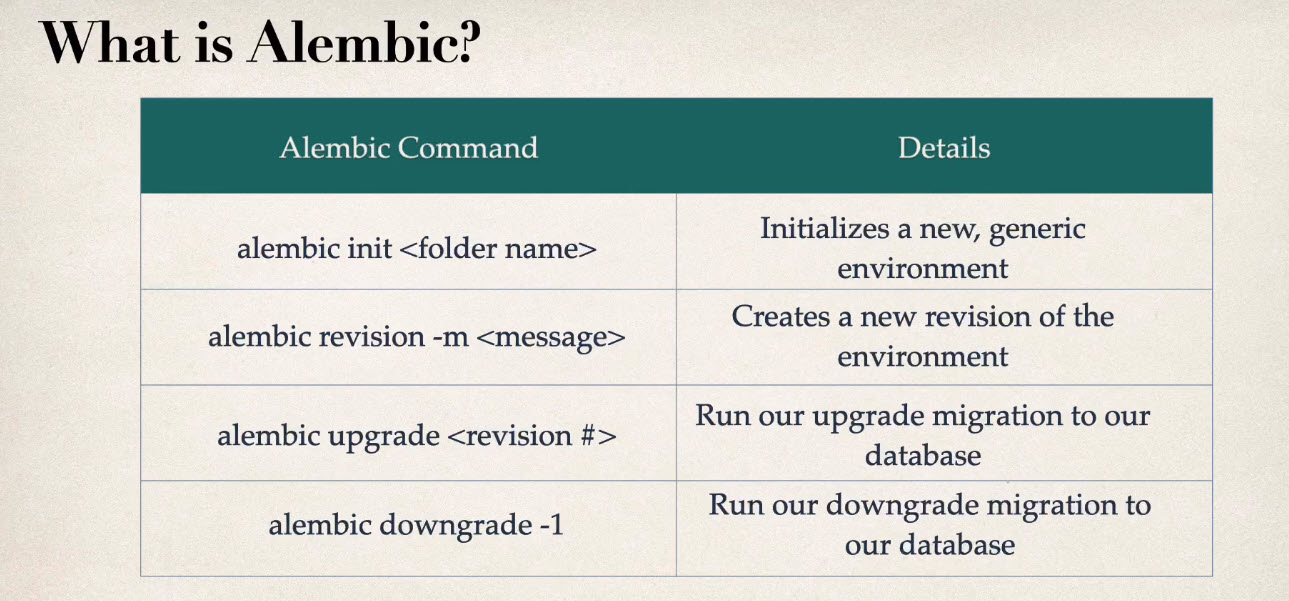 What is Alembic?
Alembic Command
Details
alembic init <folder name>
Initializes a new, generic
environment
alembic revision -m <message>
Creates a new revision of the
environment
alembic upgrade <revision #>
Run our upgrade migration to our
database
alembic downgrade -1
Run our downgrade migration to
our database